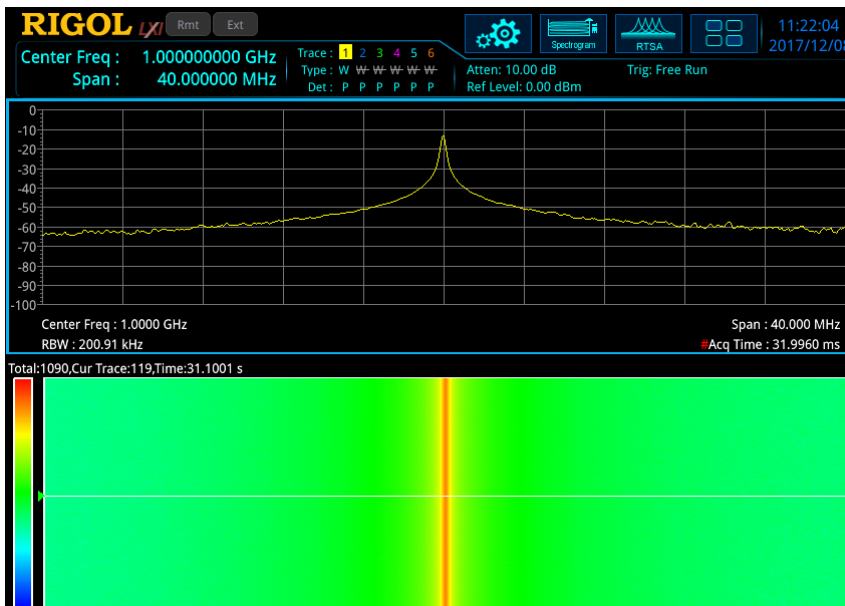 RIGOL LXI Rmt Ext
Center Freq : 1.000000000 GHz
Span : 40.000000 MHz
Trace : 1 2 3 4 5 6
Type : W W W W W W
Det : P P P P P P
Spectrogram
RTSA
11:22:04
2017/12/08
Atten: 10.00 dB
Trig: Free Run
Ref Level: 0.00 dBm
0
-10
-20
-30
-40
-50
-60
-70
-80
-90
-100
Center Freq : 1.0000 GHz
Span : 40.000 MHz
RBW : 200.91 kHz
#Acq Time : 31.9960 ms
Total:1090,Cur Trace:119,Time:31.1001 s